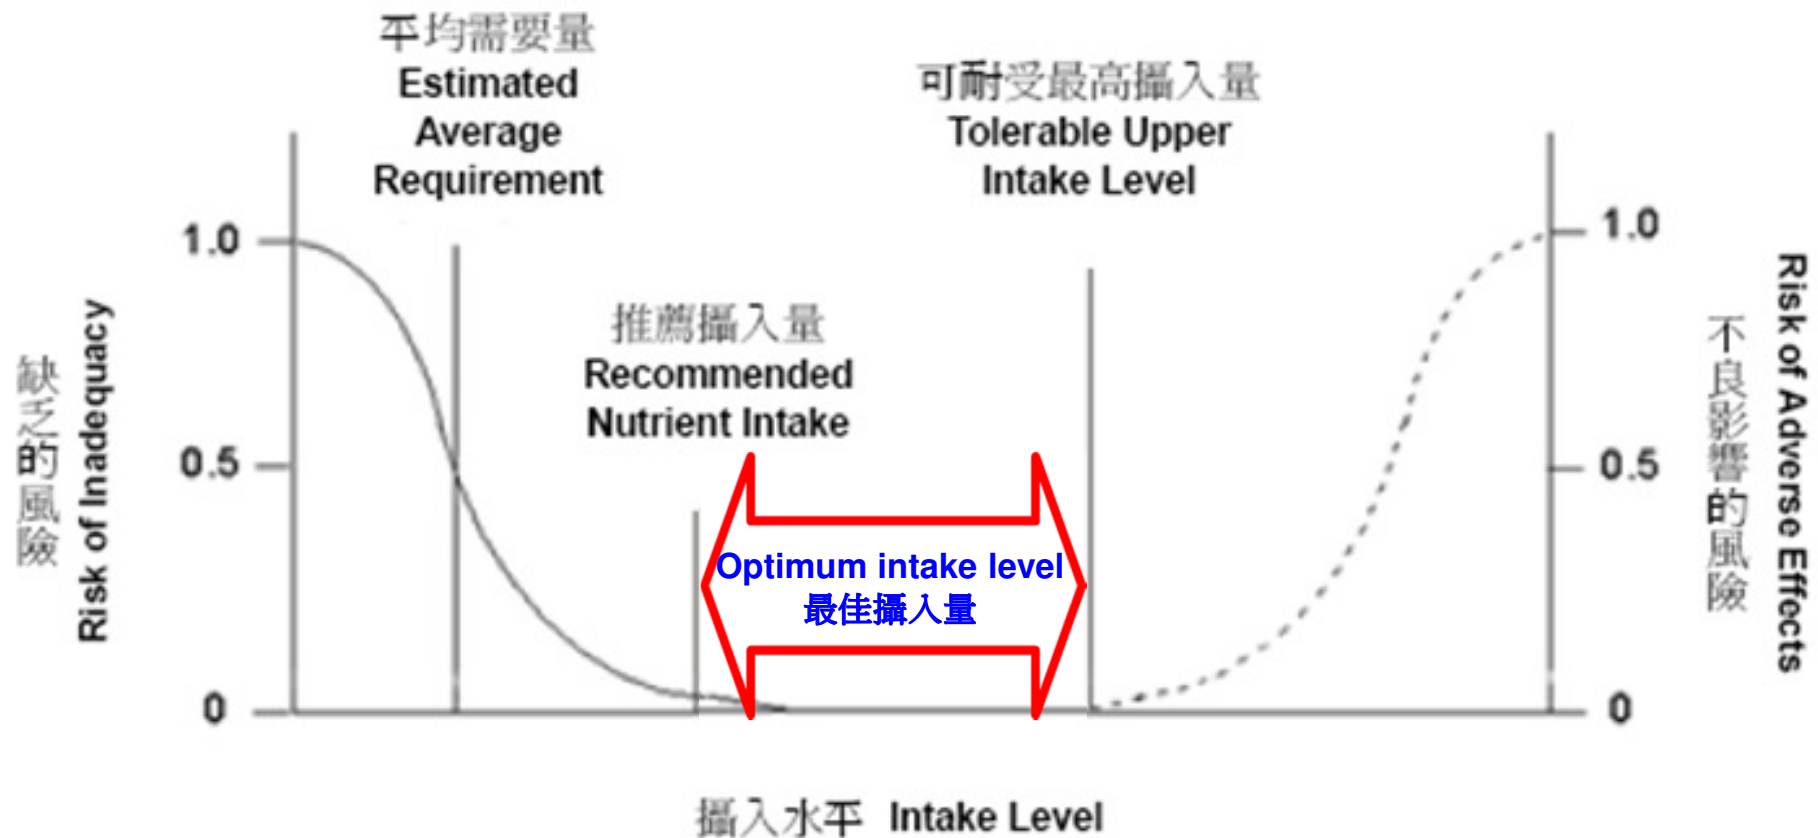 平均需要量
Estimated
Average
Requirement
可耐受最高攝入量
Tolerable Upper
Intake Level
1.0
1.0
推薦攝入量
Recommended
Nutrient Intake
缺乏的風險
Risk of Inadequacy
0.5
0.5
不良影響的風險
Risk of Adverse Effects
Optimum intake level
最佳攝入量
0
0
攝入水平 Intake Level